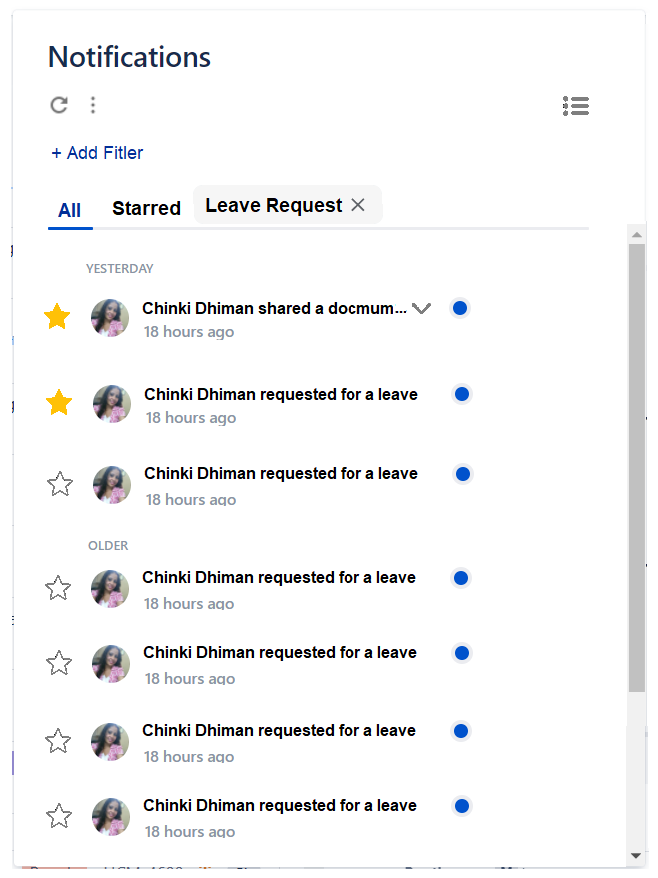 Notifications
+ Add Fitler
All Starred Leave Request
YESTERDAY
Chinki Dhiman shared a docmum...
18 hours ago
Chinki Dhiman requested for a leave
18 hours ago
Chinki Dhiman requested for a leave
18 hours ago
OLDER
Chinki Dhiman requested for a leave
18 hours ago
Chinki Dhiman requested for a leave
18 hours ago
Chinki Dhiman requested for a leave
18 hours ago
Chinki Dhiman requested for a leave
18 hours ago